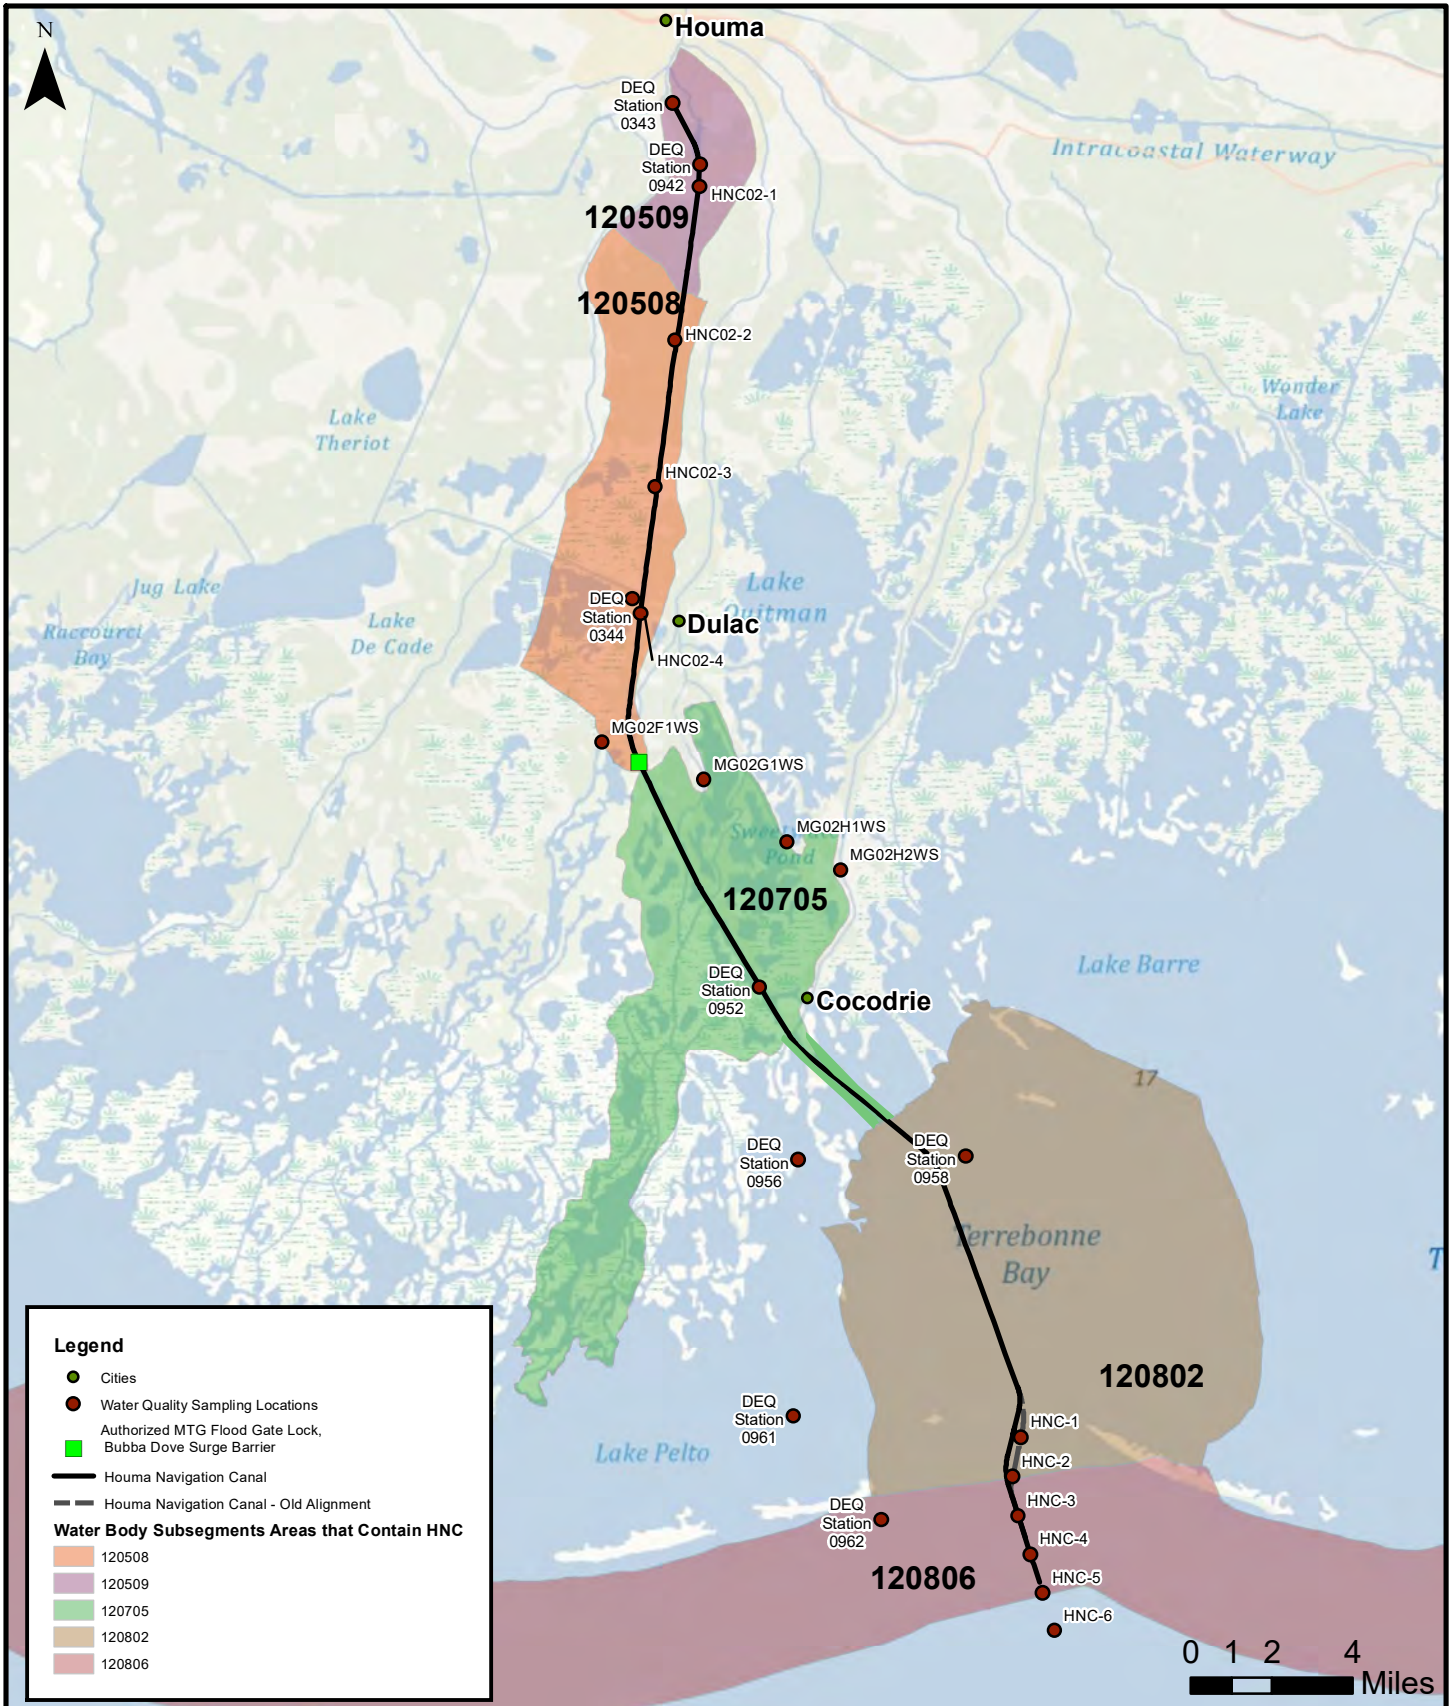 N
Houma
DEQ
Station
0343
DEQ
Station
0942
HNC02-1
Intracoastal Waterway
120509
120508
HNC02-2
Wonder
Lake
Lake
Theriot
HNC02-3
Jug Lake
Lake
Quitman
DEQ
Station
0344
Dulac
Raccourci
Bay
Lake
De Cade
HNC02-4
MG02F1WS
MG02G1WS
MG02H1WS
Pond
MG02H2WS
120705
Lake Barre
DEQ
Station
0952
Cocodrie
17
DEQ
Station
0956
DEQ
Station
0958
Terrebonne
Bay
T
120802
DEQ
Station
0961
HNC-1
Lake Pelto
HNC-2
HNC-3
DEQ
Station
0962
HNC-4
120806
HNC-5
HNC-6
Legend
Cities
Water Quality Sampling Locations
Authorized MTG Flood Gate Lock,
Bubba Dove Surge Barrier
Houma Navigation Canal
Houma Navigation Canal - Old Alignment
Water Body Subsegments Areas that Contain HNC
120508
120509
120705
120802
120806
0 1 2 4
Miles